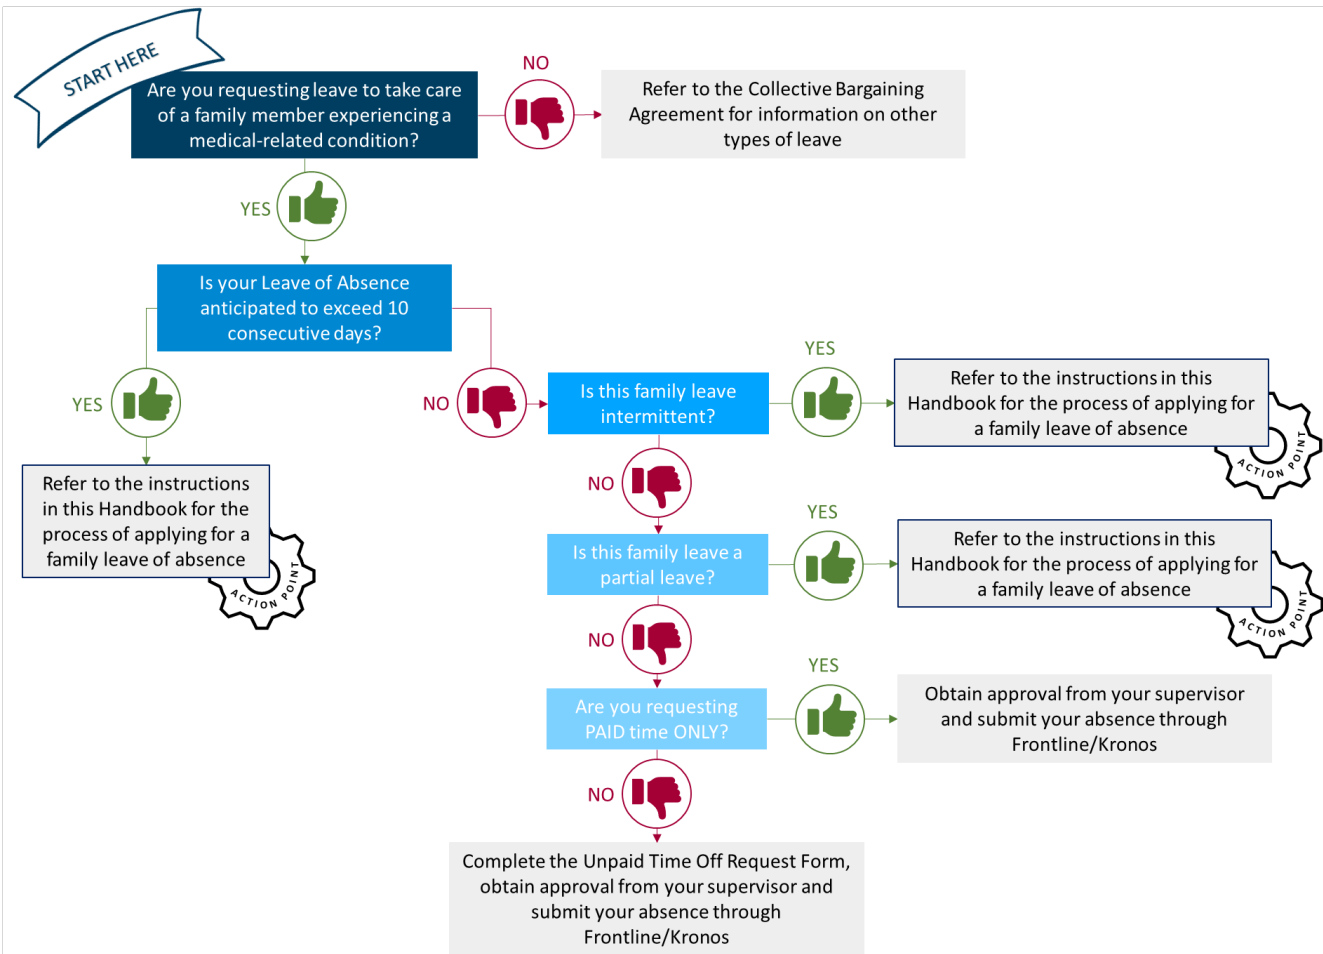 START HERE
Are you requesting leave to take care
of a family member experiencing a
medical-related condition?
NO
Refer to the Collective Bargaining
Agreement for information on other
types of leave
YES
Is your Leave of Absence
anticipated to exceed 10
consecutive days?
YES
Refer to the instructions
in this Handbook for the
process of applying for a
family leave of absence
ACTION POINT
NO
Is this family leave
intermittent?
YES
Refer to the instructions in this
Handbook for the process of applying for
a family leave of absence
ACTION POINT
NO
Is this family leave a
partial leave?
YES
Refer to the instructions in this
Handbook for the process of applying for
a family leave of absence
ACTION POINT
NO
Are you requesting
PAID time ONLY?
YES
Obtain approval from your supervisor
and submit your absence through
Frontline/Kronos
NO
Complete the Unpaid Time Off Request Form,
obtain approval from your supervisor and
submit your absence through
Frontline/Kronos